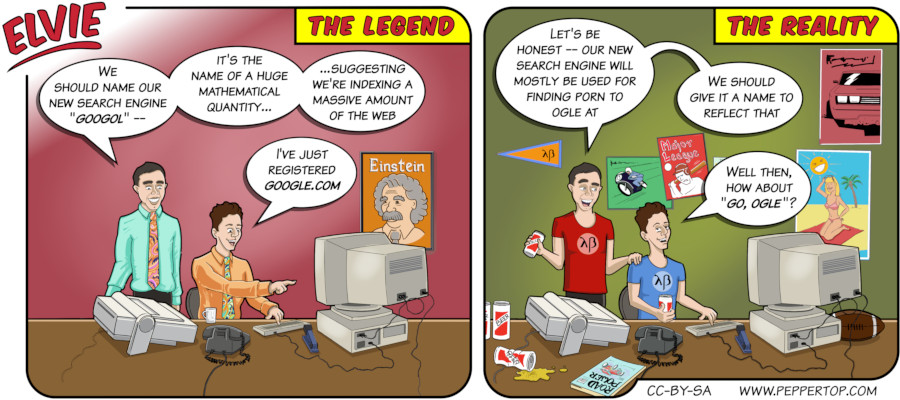 ELVIE
THE LEGEND
WE
SHOULD NAME OUR
NEW SEARCH ENGINE
"GOOGOL" --
IT'S THE
NAME OF A HUGE
MATHEMATICAL
QUANTITY...
...SUGGESTING
WE'RE INDEXING A
MASSIVE AMOUNT
OF THE WEB
I'VE JUST
REGISTERED
GOOGLE.COM
Einstein
THE REALITY
LET'S BE
HONEST -- OUR NEW
SEARCH ENGINE WILL
MOSTLY BE USED FOR
FINDING PORN TO
OGLE AT
WE SHOULD
GIVE IT A NAME TO
REFLECT THAT
WELL THEN,
HOW ABOUT
"GO, OGLE"?
λβ
Major
League
λβ
λβ
BEER
BEER
ROAD
POWER
CC-BY-SA
WWW.PEPPERTOP.COM